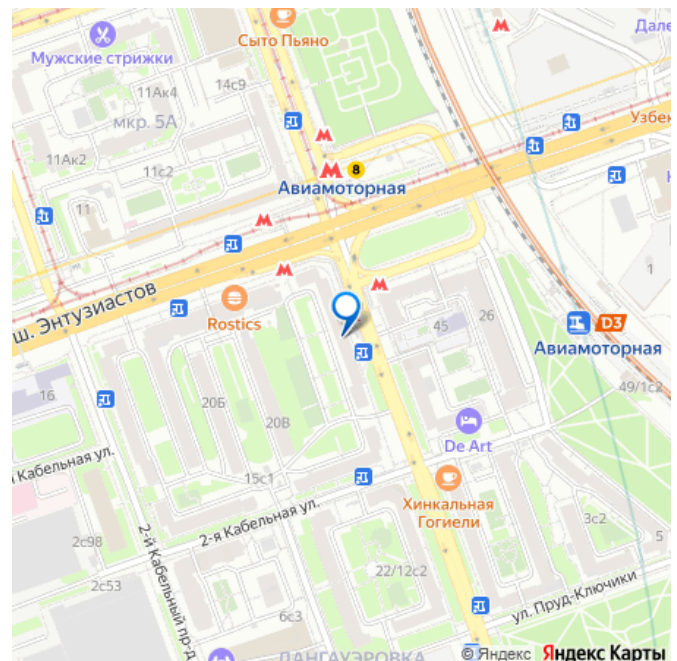 Сыто Пьяно
Дале
Мужские стрижки
14с9
11Ак4
мкр. 5А
Узбек
11Ак2
11с2
8
Авиамоторная
11
1
ш. Энтузиастов
Rostics
45
26
D3
Авиамоторная
49/1с2
16
20Б
20В
De Art
Кабельная ул.
15с1
Хинкальная
Гогиели
2-я Кабельная ул.
2-й Кабельный пр-д
3с2
5
2с98
2с53
22/12с2
ул. Пруд-Ключики
6с3
ЛАНГАУЭРОВКА
© Яндекс Яндекс Карты